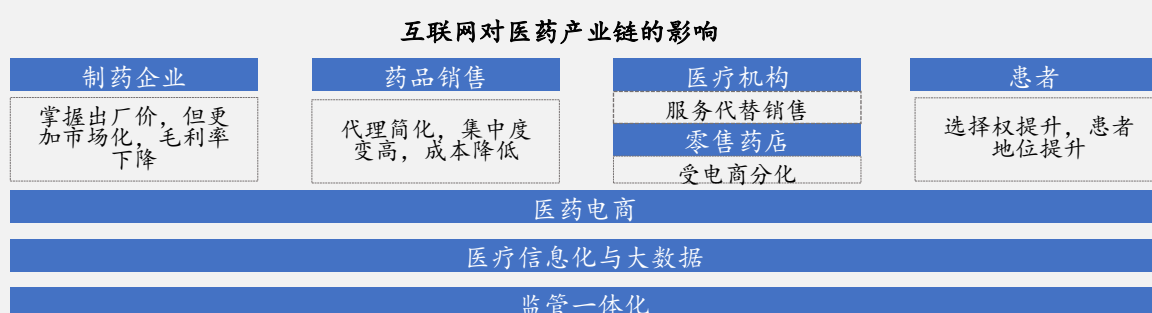 互联网对医药产业链的影响
制药企业
掌握出厂价，但更
加市场化，毛利率
下降
药品销售
代理简化，集中度
变高，成本降低
医疗机构
服务代替销售
零售药店
受电商分化
患者
选择权提升，患者
地位提升
医药电商
医疗信息化与大数据
监管一体化